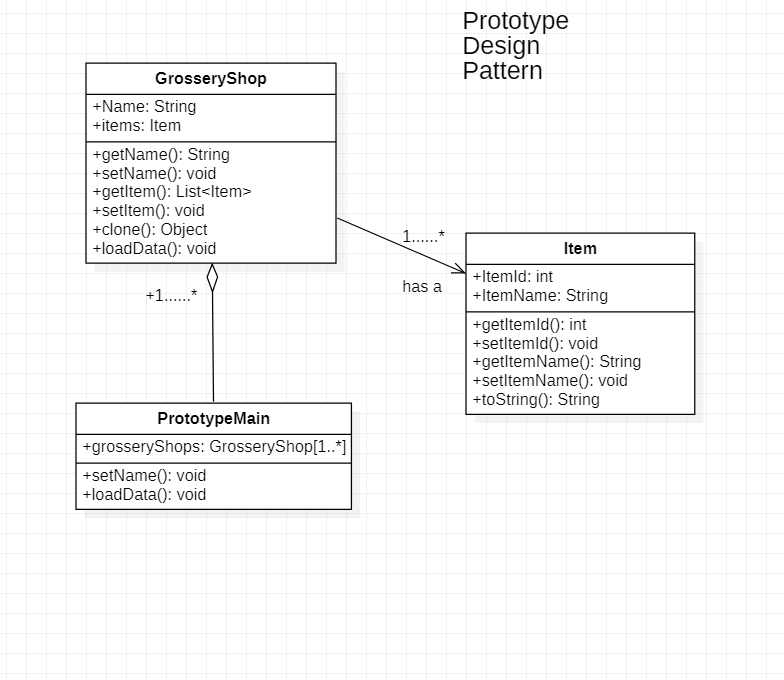 Prototype
Design
Pattern
GrosseryShop
+Name: String
+items: Item
+getName(): String
+setName(): void
+getItem(): List<Item>
+setItem(): void
+clone(): Object
+loadData(): void
1......*
has a
+1......*
Item
+ItemId: int
+ItemName: String
+getItemId(): int
+setItemId(): void
+getItemName(): String
+setItemName(): void
+toString(): String
PrototypeMain
+grosseryShops: GrosseryShop[1..*]
+setName(): void
+loadData(): void